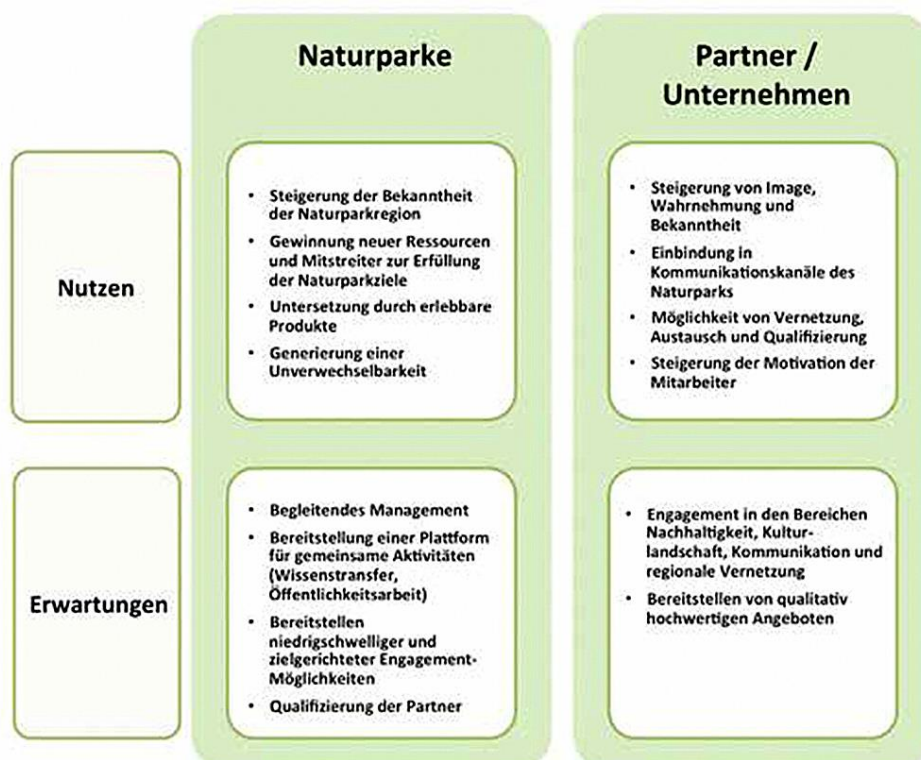 Naturparke
Partner /
Unternehmen
Nutzen
• Steigerung der Bekanntheit
der Naturparkregion
• Gewinnung neuer Ressourcen
und Mitstreiter zur Erfüllung
der Naturparkziele
• Untersetzung durch erlebbare
Produkte
• Generierung einer
Unverwechselbarkeit
• Steigerung von Image,
Wahrnehmung und
Bekanntheit
• Einbindung in
Kommunikationskanäle des
Naturparks
• Möglichkeit von Vernetzung,
Austausch und Qualifizierung
• Steigerung der Motivation der
Mitarbeiter
Erwartungen
• Begleitendes Management
• Bereitstellung einer Plattform
für gemeinsame Aktivitäten
(Wissenstransfer,
Öffentlichkeitsarbeit)
• Bereitstellen
niedrigschwelliger und
zielgerichteter Engagement-
Möglichkeiten
• Qualifizierung der Partner
• Engagement in den Bereichen
Nachhaltigkeit, Kultur-
landschaft, Kommunikation und
regionale Vernetzung
• Bereitstellen von qualitativ
hochwertigen Angeboten